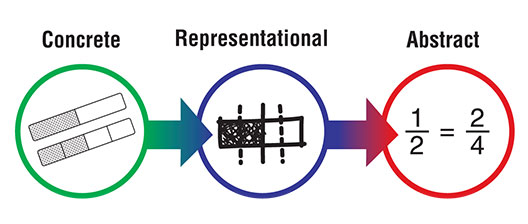 Concrete
Representational
Abstract
1/2 = 2/4